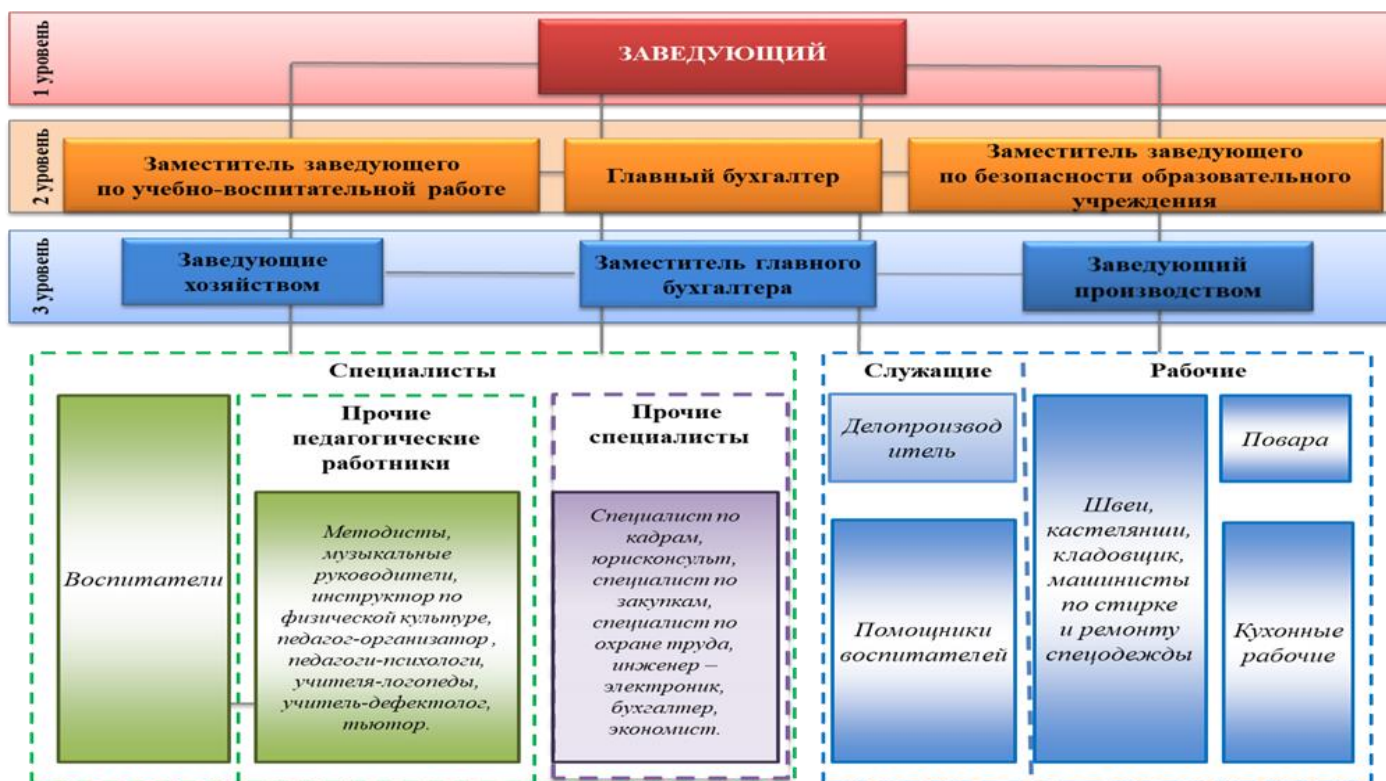 1 уровень
ЗАВЕДУЮЩИЙ
2 уровень
Заместитель заведующего
по учебно-воспитательной работе
Главный бухгалтер
Заместитель заведующего
по безопасности образовательного
учреждения
3 уровень
Заведующие
хозяйством
Заместитель главного
бухгалтера
Заведующий
производством
Специалисты
Воспитатели
Прочие
педагогические
работники
Методисты,
музыкальные
руководители,
инструктор по
физической культуре,
педагог-организатор ,
педагоги-психологи,
учителя-логопеды,
учитель-дефектолог,
тьютор.
Прочие
специалисты
Специалист по
кадрам,
юрисконсульт,
специалист по
закупкам,
специалист по
охране труда,
инженер –
электроник,
бухгалтер,
экономист.
Служащие
Делопроизвод
итель
Помощники
воспитателей
Рабочие
Швеи,
кастелянши,
кладовщик,
машинисты
по стирке
и ремонту
спецодежды
Повара
Кухонные
рабочие